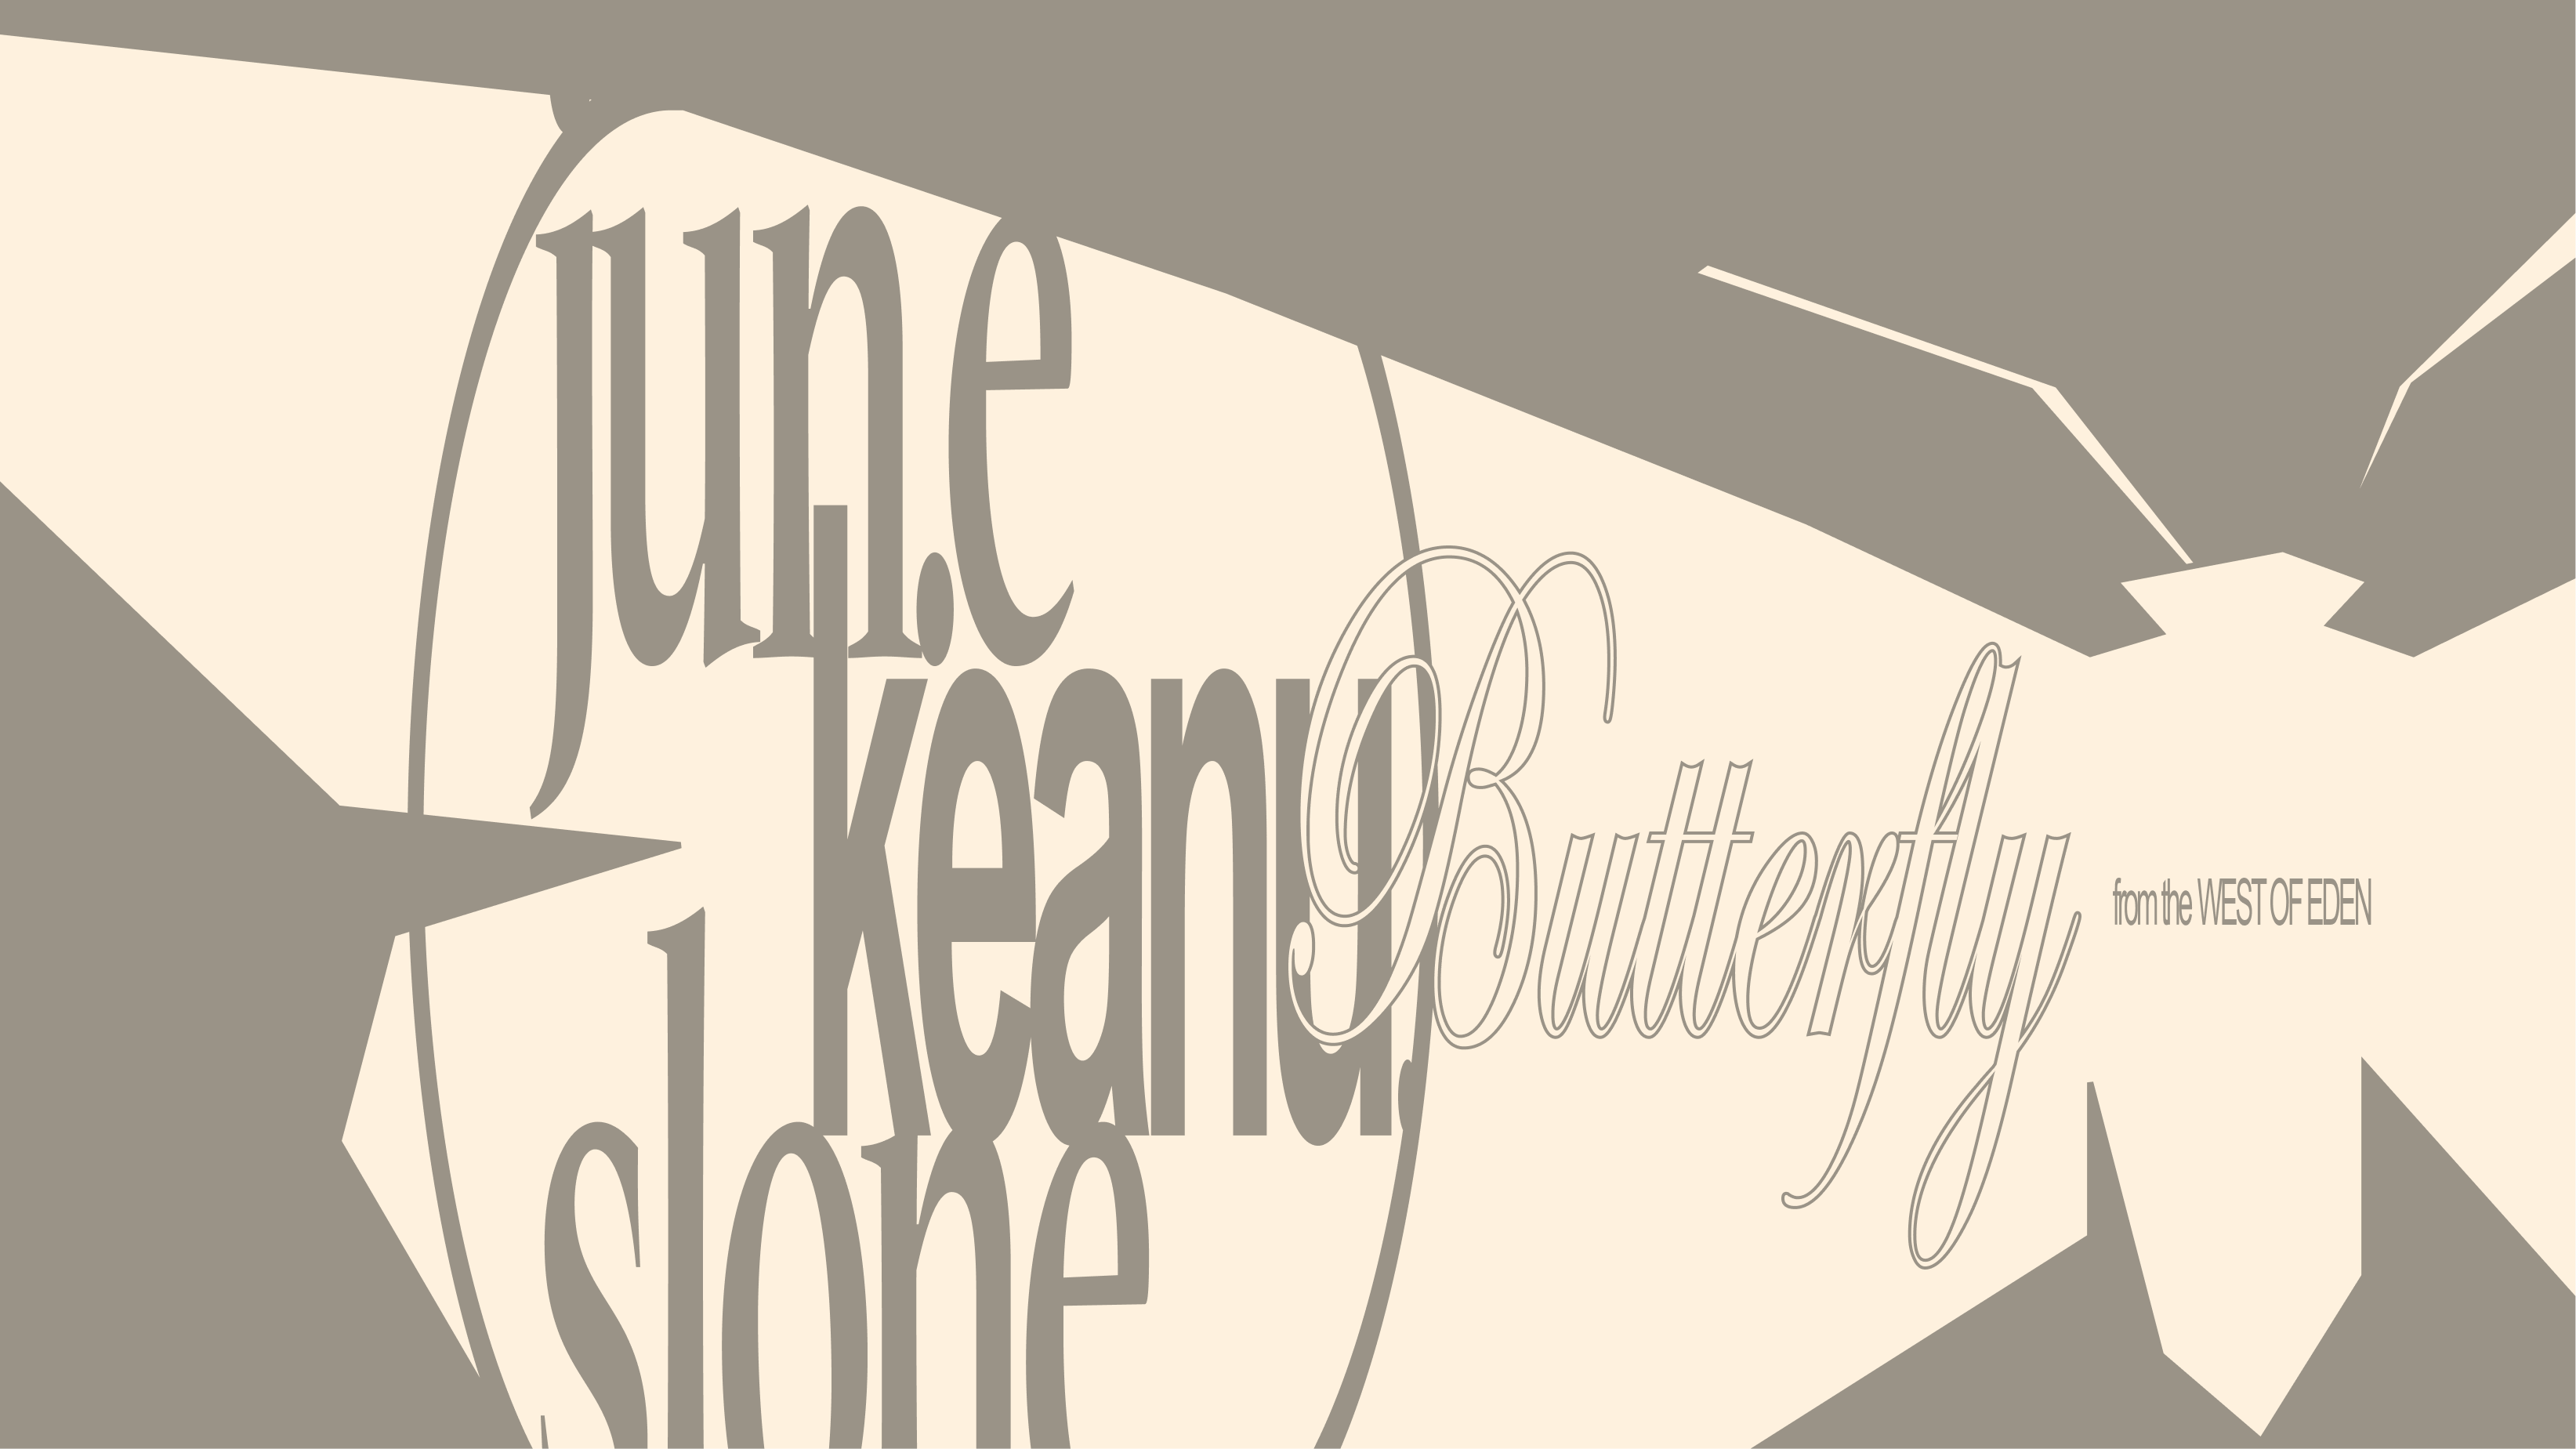 jun.e
keanu.
slone
Butterfly
from the WEST OF EDEN